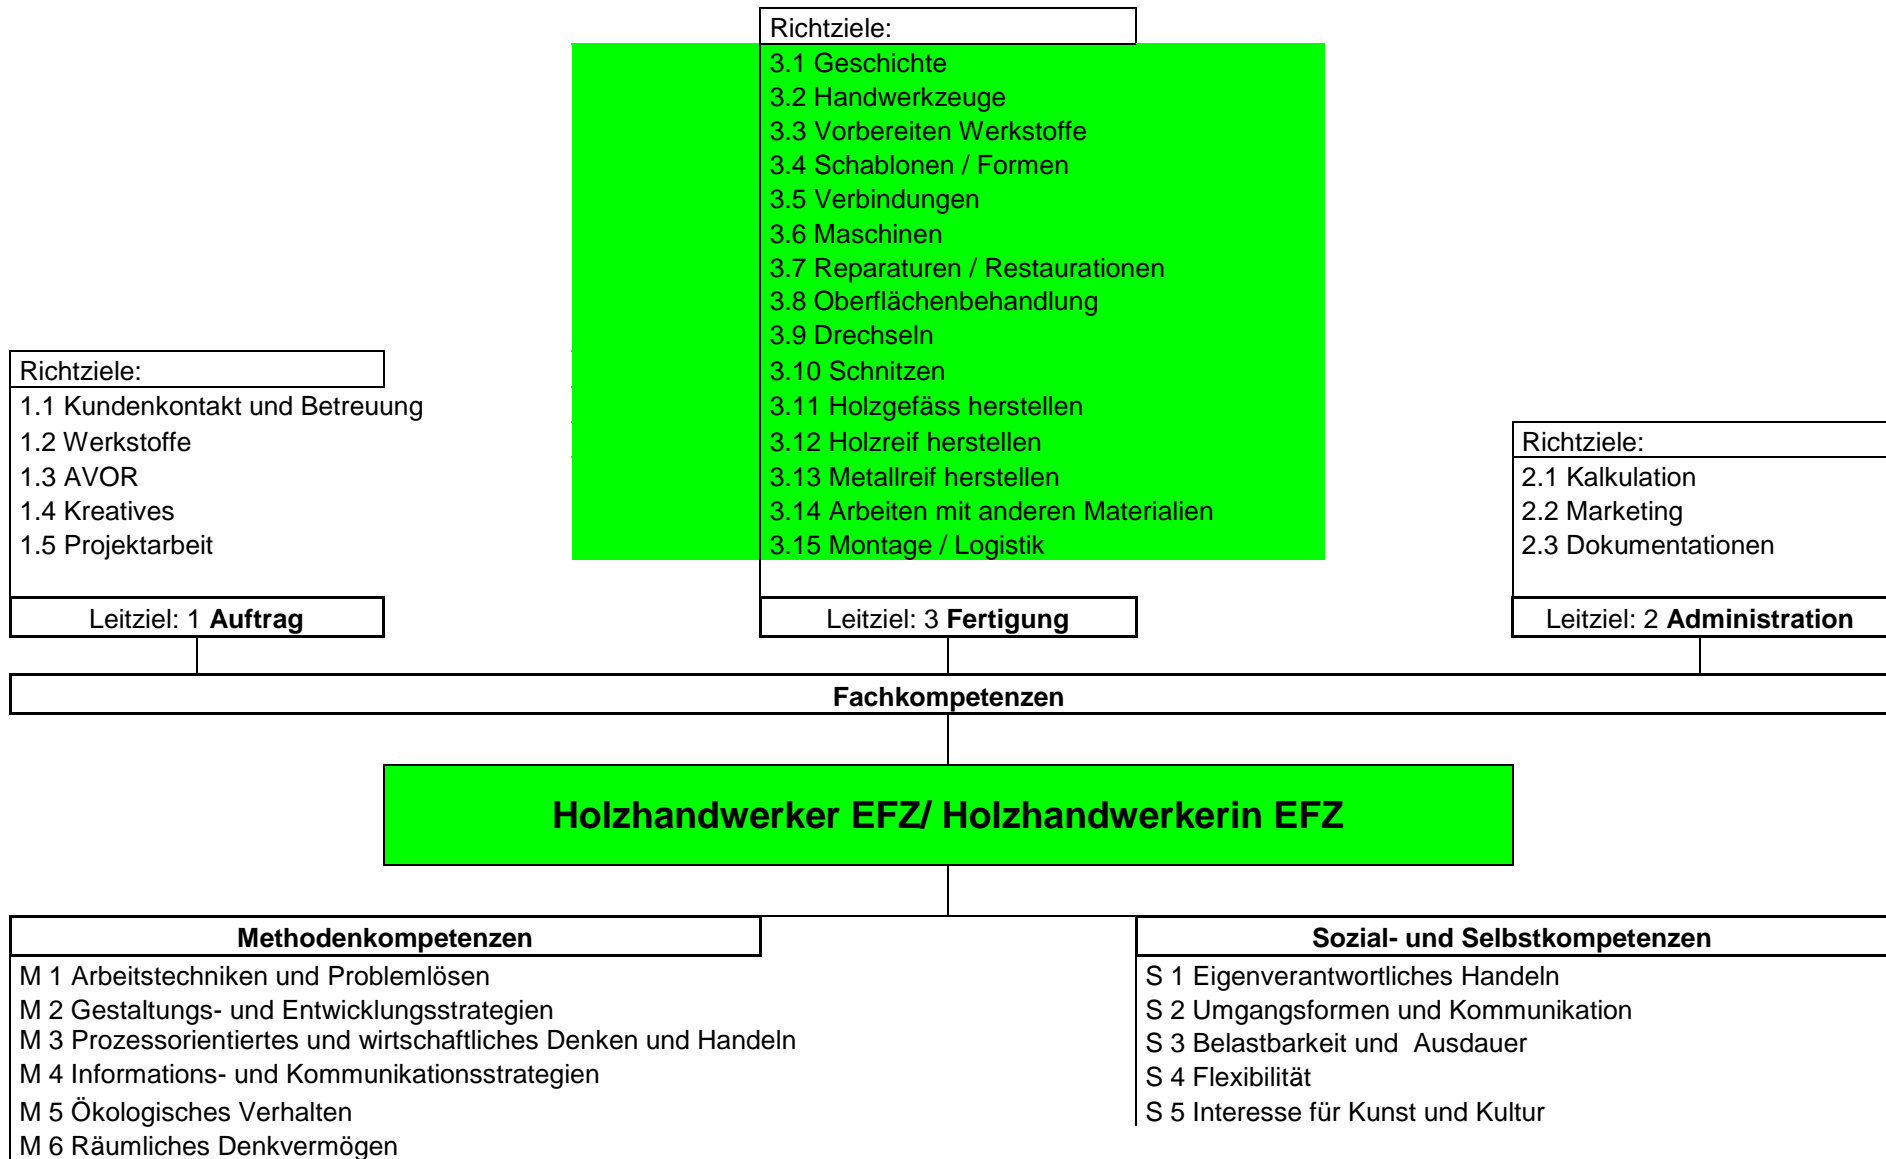 Richtziele:
3.1 Geschichte
3.2 Handwerkzeuge
3.3 Vorbereiten Werkstoffe
3.4 Schablonen / Formen
3.5 Verbindungen
3.6 Maschinen
3.7 Reparaturen / Restaurationen
3.8 Oberflächenbehandlung
3.9 Drechseln
3.10 Schnitzen
3.11 Holzgefäss herstellen
3.12 Holzreif herstellen
3.13 Metallreif herstellen
3.14 Arbeiten mit anderen Materialien
3.15 Montage / Logistik
Richtziele:
1.1 Kundenkontakt und Betreuung
1.2 Werkstoffe
1.3 AVOR
1.4 Kreatives
1.5 Projektarbeit
Richtziele:
2.1 Kalkulation
2.2 Marketing
2.3 Dokumentationen
Leitziel: 1 Auftrag
Leitziel: 3 Fertigung
Leitziel: 2 Administration
Fachkompetenzen
Holzhandwerker EFZ/ Holzhandwerkerin EFZ
Methodenkompetenzen
M 1 Arbeitstechniken und Problemlösen
M 2 Gestaltungs- und Entwicklungsstrategien
M 3 Prozessorientiertes und wirtschaftliches Denken und Handeln
M 4 Informations- und Kommunikationsstrategien
M 5 Ökologisches Verhalten
M 6 Räumliches Denkvermögen
Sozial- und Selbstkompetenzen
S 1 Eigenverantwortliches Handeln
S 2 Umgangsformen und Kommunikation
S 3 Belastbarkeit und  Ausdauer
S 4 Flexibilität
S 5 Interesse für Kunst und Kultur